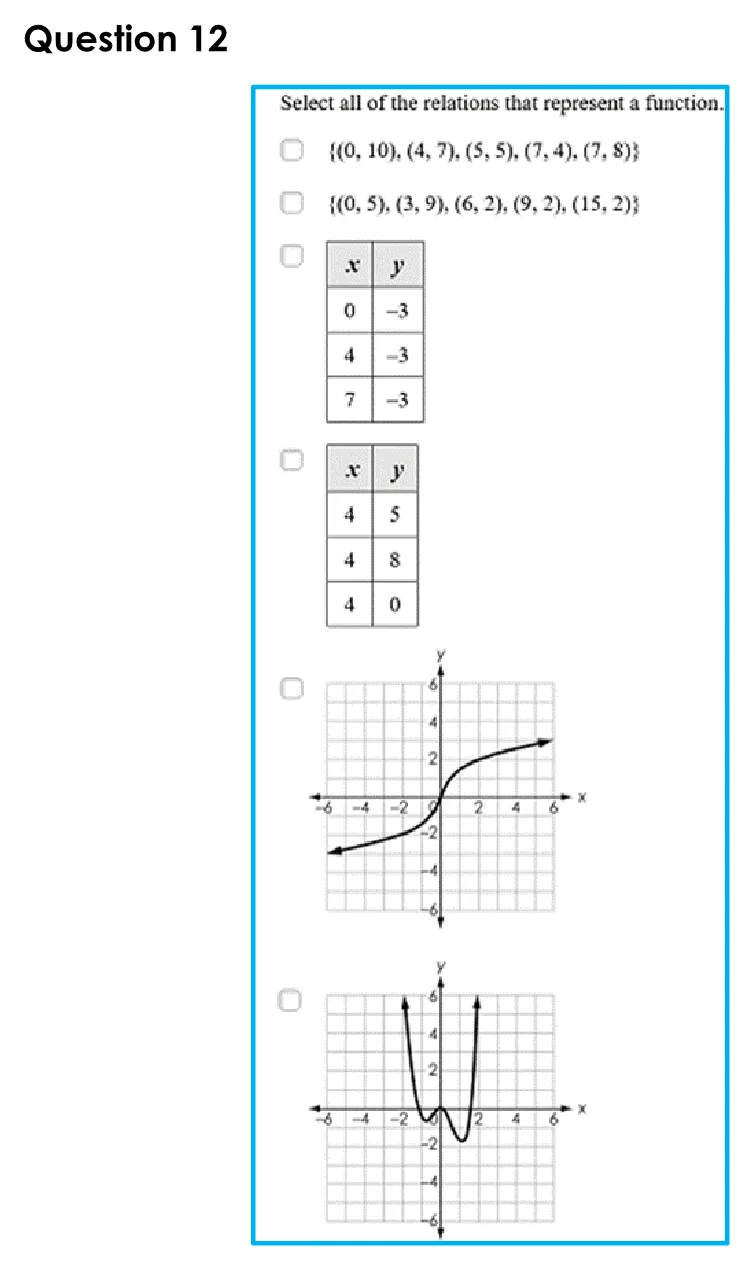 Question 12
Select all of the relations that represent a function.
{(0, 10), (4, 7), (5, 5), (7, 4), (7, 8)}
{(0, 5), (3, 9), (6, 2), (9, 2), (15, 2)}
x y
0 −3
4 −3
7 −3
x y
4 5
4 8
4 0
y
6
4
2
−6 −4 −2 0 2 4 6 x
−2
−4
−6
y
6
4
2
−6 −4 −2 0 2 4 6 x
−2
−4
−6